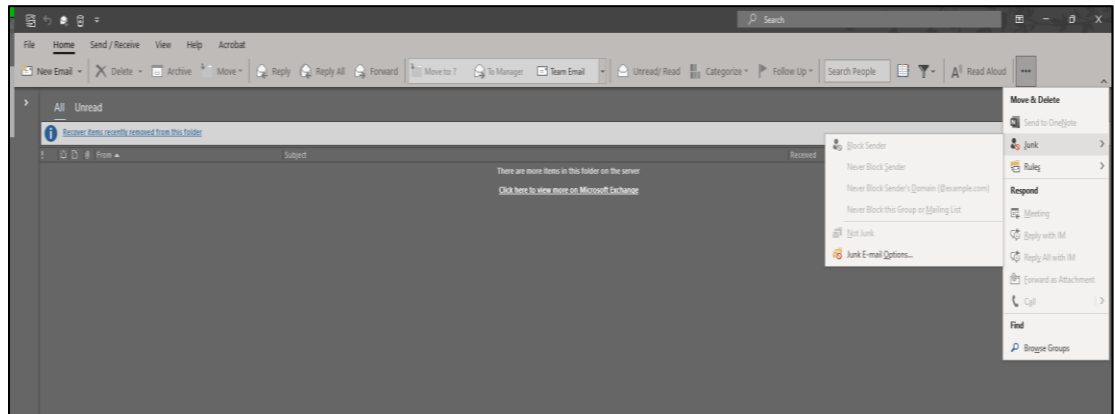 Search
File Home Send / Receive View Help Acrobat
New Email Delete Archive Move Reply Reply All Forward Move to: ? To Manager Team Email Unread/ Read Categorize Follow Up Search People Read Aloud
All Unread
Recover items recently removed from this folder
! From Subject Received
There are more items in this folder on the server
Click here to view more on Microsoft Exchange
Block Sender
Never Block Sender
Never Block Sender's Domain (@example.com)
Never Block this Group or Mailing List
Not Junk
Junk E-mail Options...
Move & Delete
Send to OneNote
Junk
Rules
Respond
Meeting
Reply with IM
Reply All with IM
Forward as Attachment
Call
Find
Browse Groups